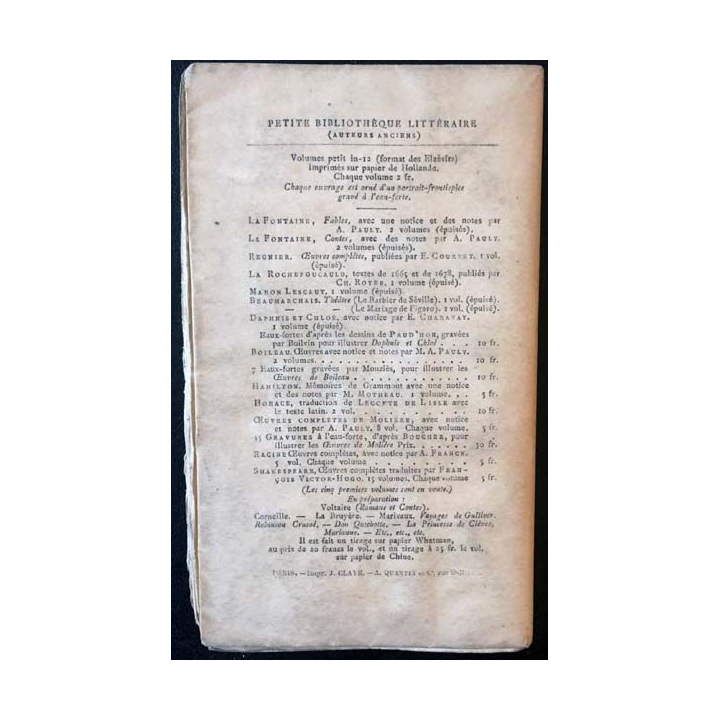 PETITE BIBLIOTHÈQUE LITTÉRAIRE
(AUTEURS ANCIENS)
Volumes petit in-12 (format des Elzévirs)
imprimés sur papier de Hollande.
Chaque volume 2 fr.
Chaque ouvrage est orné d'un portrait-frontispice
gravé à l'eau-forte.
LA FONTAINE, Fables, avec une notice et des notes par
A. PAULY. 2 volumes (épuisés).
LA FONTAINE, Contes, avec des notes par A. PAULY.
2 volumes (épuisés).
REGNIER. Œuvres complètes, publiées par E. COURBET. 1 vol.
(épuisé).
LA ROCHEFOUCAULD, textes de 1665 et de 1678, publiés par
CH. ROYER. 1 volume (épuisé).
MANON LESCAUT. 1 volume (épuisé).
BEAUMARCHAIS. Théâtre (Le Barbier de Séville). 1 vol. (épuisé).
— — (Le Mariage de Figaro). 1 vol. (épuisé).
DAPHNIS ET CHLOÉ, avec notice par E. CHARAVAY.
1 volume (épuisé).
Eaux-fortes d'après les dessins de PRUD'HON, gravées
par Boilvin pour illustrer Daphnis et Chloé . . . 10 fr.
BOILEAU. Œuvres avec notice et notes par M. A. PAULY.
2 volumes. . . . . . . . . . . . . . . . 10 fr.
7 Eaux-fortes gravées par Monziès, pour illustrer les
Œuvres de Boileau . . . . . . . . . . . . 10 fr.
HAMILTON. Mémoires de Grammont avec une notice
et des notes par M. MOTHEAU. 1 volume. . . 5 fr.
HORACE, traduction de LECONTE DE LISLE avec
le texte latin. 2 vol. . . . . . . . . . . . . 10 fr.
ŒUVRES COMPLÈTES DE MOLIÈRE, avec notice
et notes par A. PAULY. 8 vol. Chaque volume. 5 fr.
35 GRAVURES à l'eau-forte, d'après BOUCHER, pour
illustrer les Œuvres de Molière Prix. . . . . 30 fr.
RACINE Œuvres complètes, avec notice par A. FRANCE.
5 vol. Chaque volume . . . . . . . . . . . 5 fr.
SHAKESPEARE, Œuvres complètes traduites par FRAN-
ÇOIS VICTOR-HUGO. 15 volumes. Chaque volume 5 fr.
(Les cinq premiers volumes sont en vente.)
En préparation :
Voltaire (Romans et Contes).
Corneille. — La Bruyère. — Marivaux. Voyages de Gulliver.
Robinson Crusoé. — Don Quichotte. — La Princesse de Clèves,
Marianne. — Etc., etc., etc.
Il est fait un tirage sur papier Whatman,
au prix de 20 francs le vol., et un tirage à 25 fr. le vol.
sur papier de Chine.
PARIS. — Impr. J. CLAYE. — A. QUANTIN et Cⁱᵉ, rue